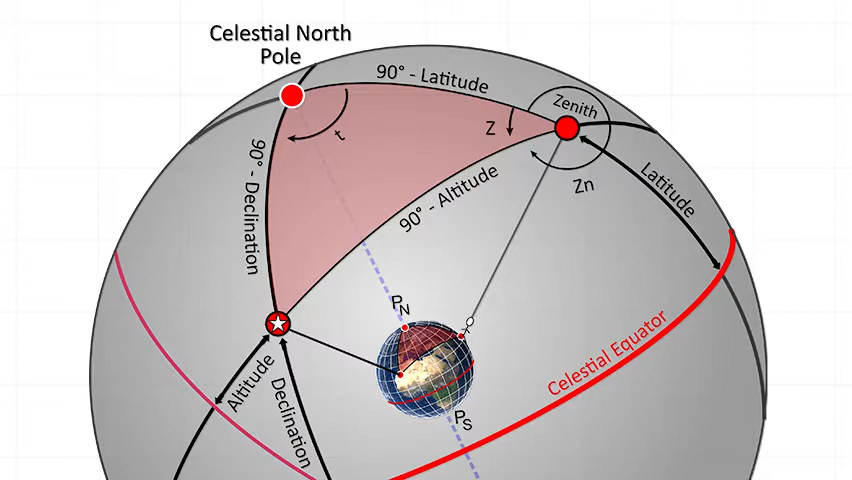 Celestial North
Pole
90° - Latitude
Zenith
Z
t
90° - Declination
Zn
Latitude
90° - Altitude
PN
Celestial Equator
Altitude
Declination
PS